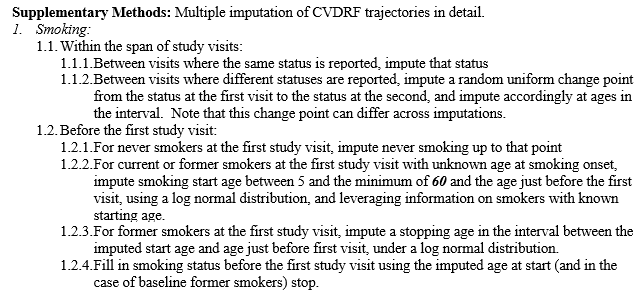 Supplementary Methods: Multiple imputation of CVDRF trajectories in detail.
1. Smoking:
1.1. Within the span of study visits:
1.1.1. Between visits where the same status is reported, impute that status
1.1.2. Between visits where different statuses are reported, impute a random uniform change point
from the status at the first visit to the status at the second, and impute accordingly at ages in
the interval. Note that this change point can differ across imputations.
1.2. Before the first study visit:
1.2.1. For never smokers at the first study visit, impute never smoking up to that point
1.2.2. For current or former smokers at the first study visit with unknown age at smoking onset,
impute smoking start age between 5 and the minimum of 60 and the age just before the first
visit, using a log normal distribution, and leveraging information on smokers with known
starting age.
1.2.3. For former smokers at the first study visit, impute a stopping age in the interval between the
imputed start age and age just before first visit, under a log normal distribution.
1.2.4. Fill in smoking status before the first study visit using the imputed age at start (and in the
case of baseline former smokers) stop.